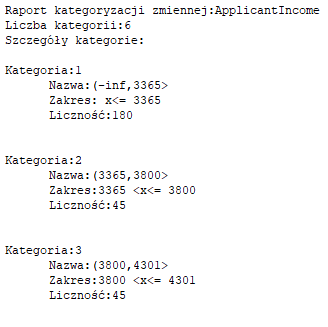 Raport kategoryzacji zmiennej:ApplicantIncome
Liczba kategorii:6
Szczegóły kategorie:
Kategoria:1
Nazwa:(-inf,3365>
Zakres: x<= 3365
Liczność:180
Kategoria:2
Nazwa:(3365,3800>
Zakres:3365 <x<= 3800
Liczność:45
Kategoria:3
Nazwa:(3800,4301>
Zakres:3800 <x<= 4301
Liczność:45